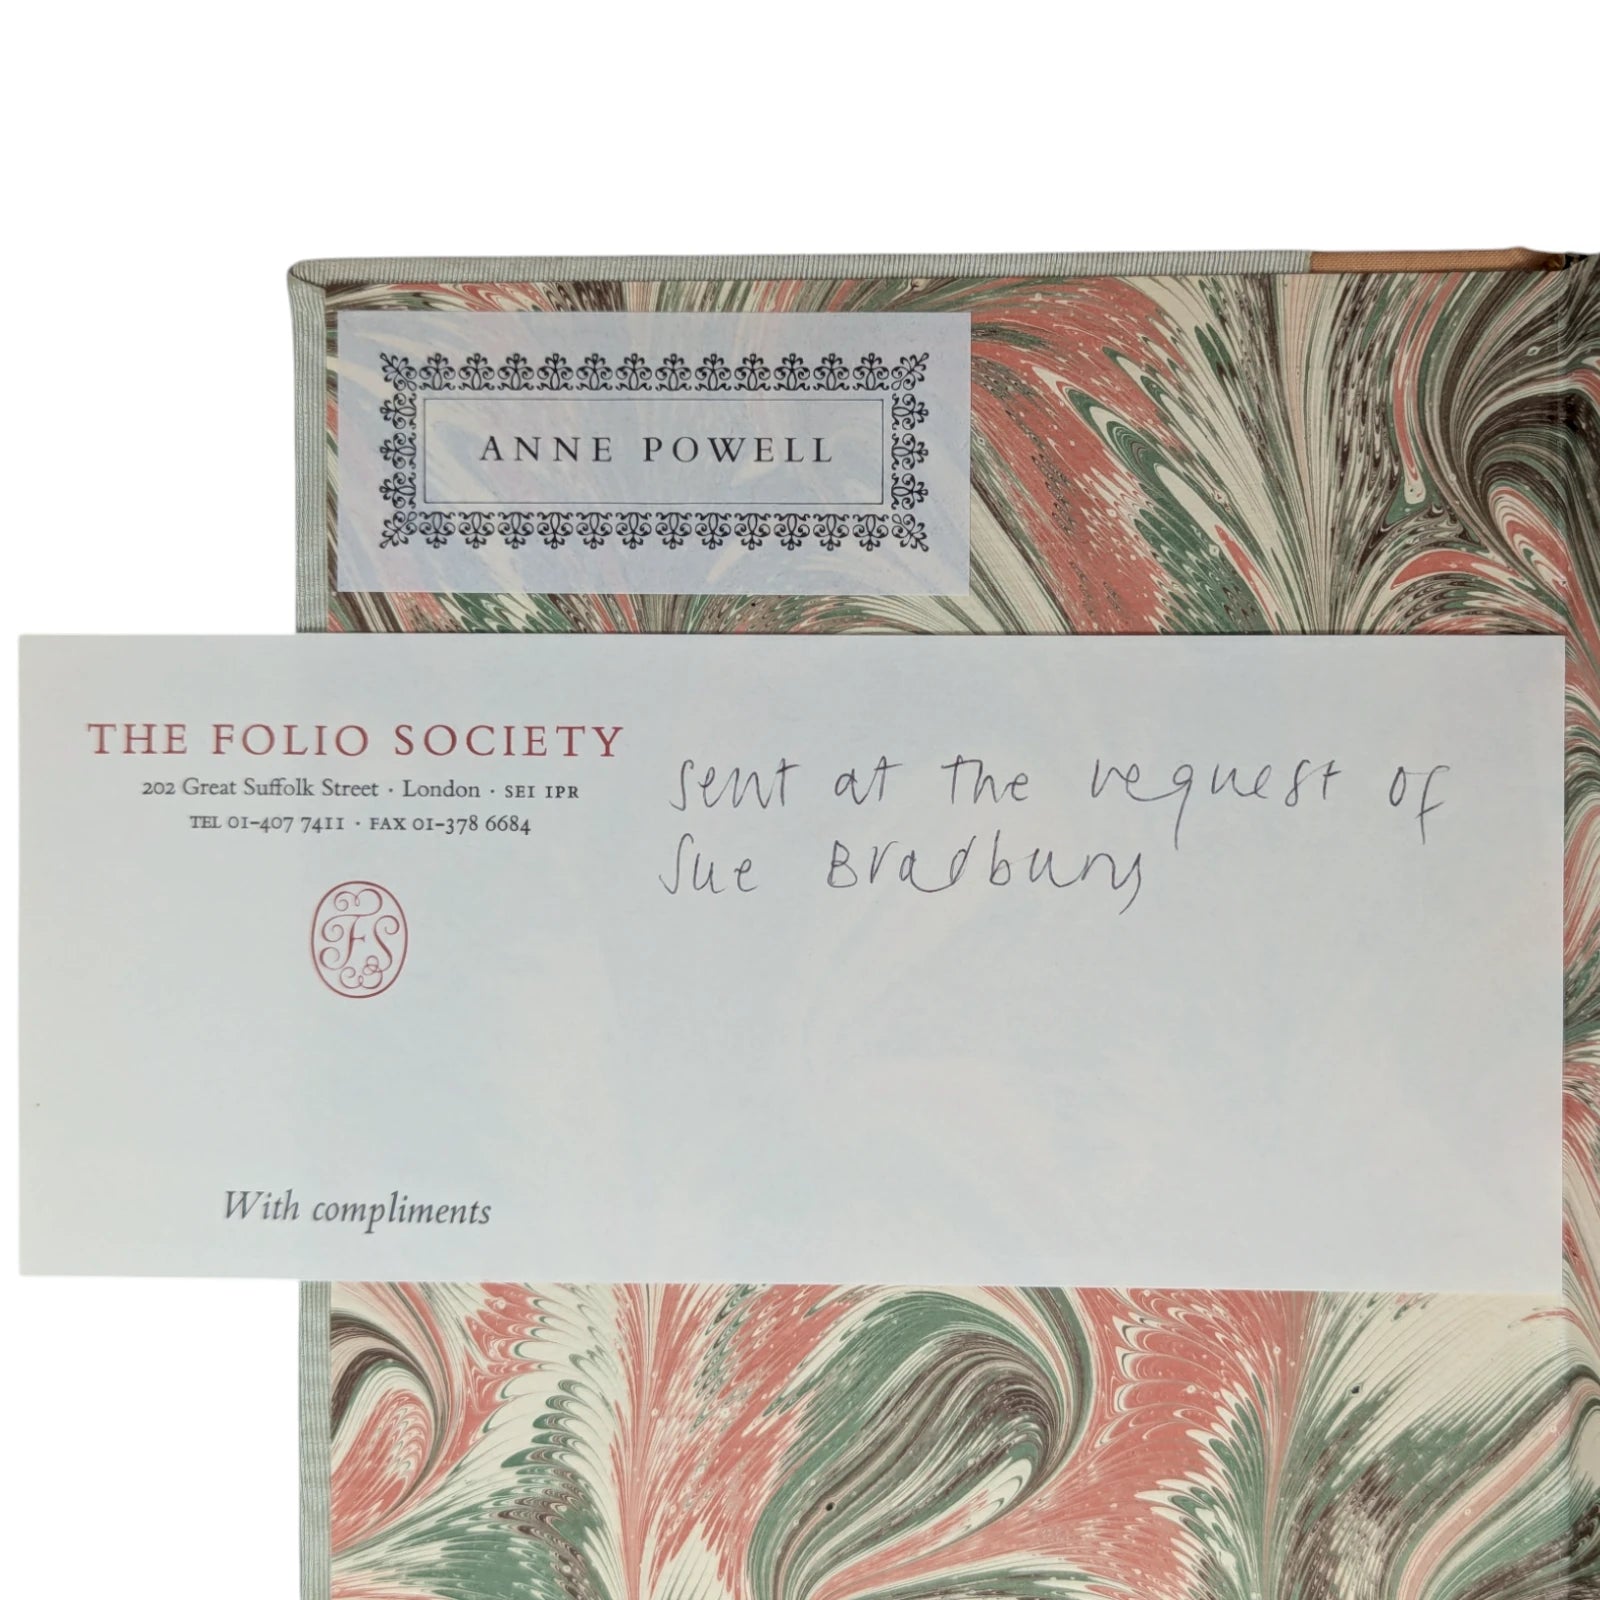 ANNE POWELL
THE FOLIO SOCIETY
202 Great Suffolk Street · London · SE1 1PR
TEL 01-407 7411 · FAX 01-378 6684
sent at the request of
Sue Bradbury
FS
With compliments